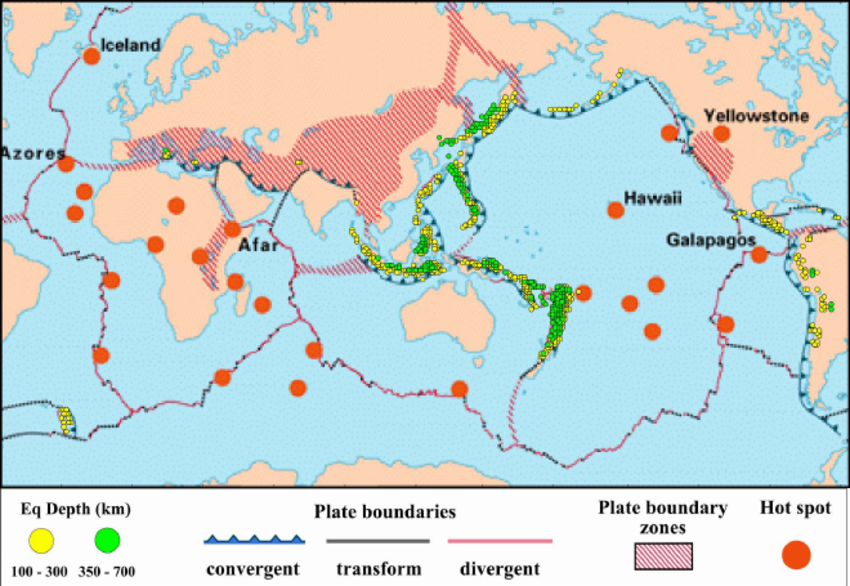 Iceland
Yellowstone
Azores
Hawaii
Galapagos
Afar
Eq Depth (km)
100 - 300
350 - 700
Plate boundaries
convergent
transform
divergent
Plate boundary
zones
Hot spot